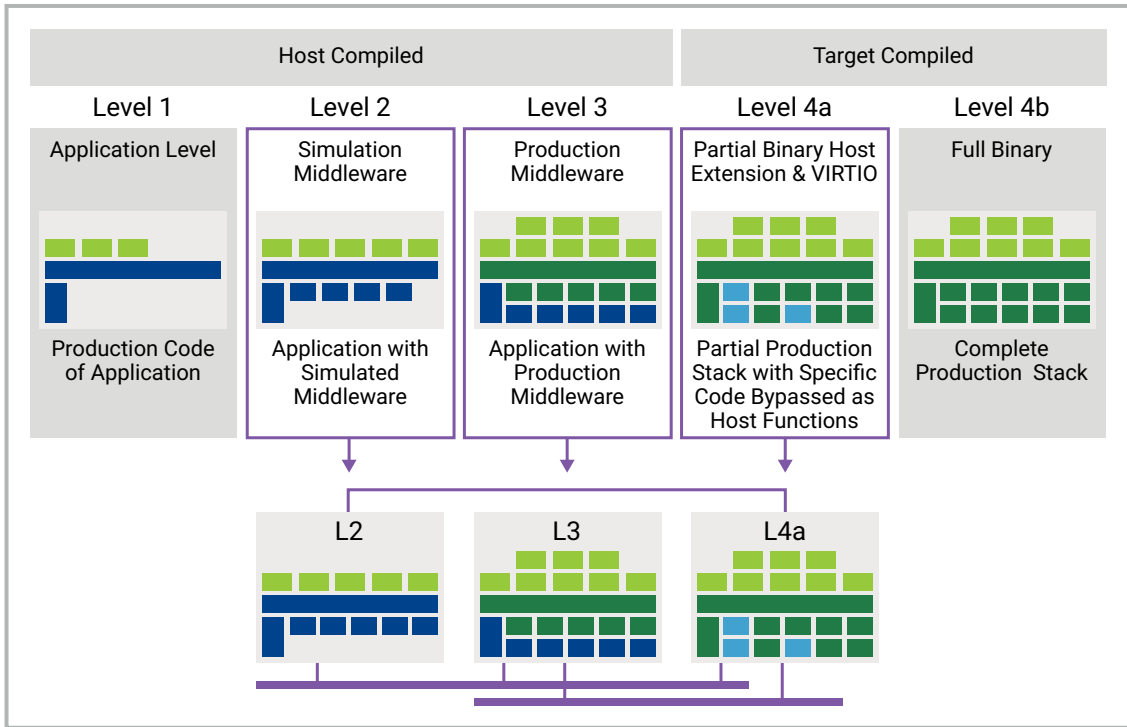 Host Compiled
Target Compiled
Level 1
Level 2
Level 3
Level 4a
Level 4b
Application Level
Simulation
Middleware
Production
Middleware
Partial Binary Host
Extension & VIRTIO
Full Binary
Production Code
of Application
Application with
Simulated
Middleware
Application with
Production
Middleware
Partial Production
Stack with Specific
Code Bypassed as
Host Functions
Complete
Production Stack
L2
L3
L4a